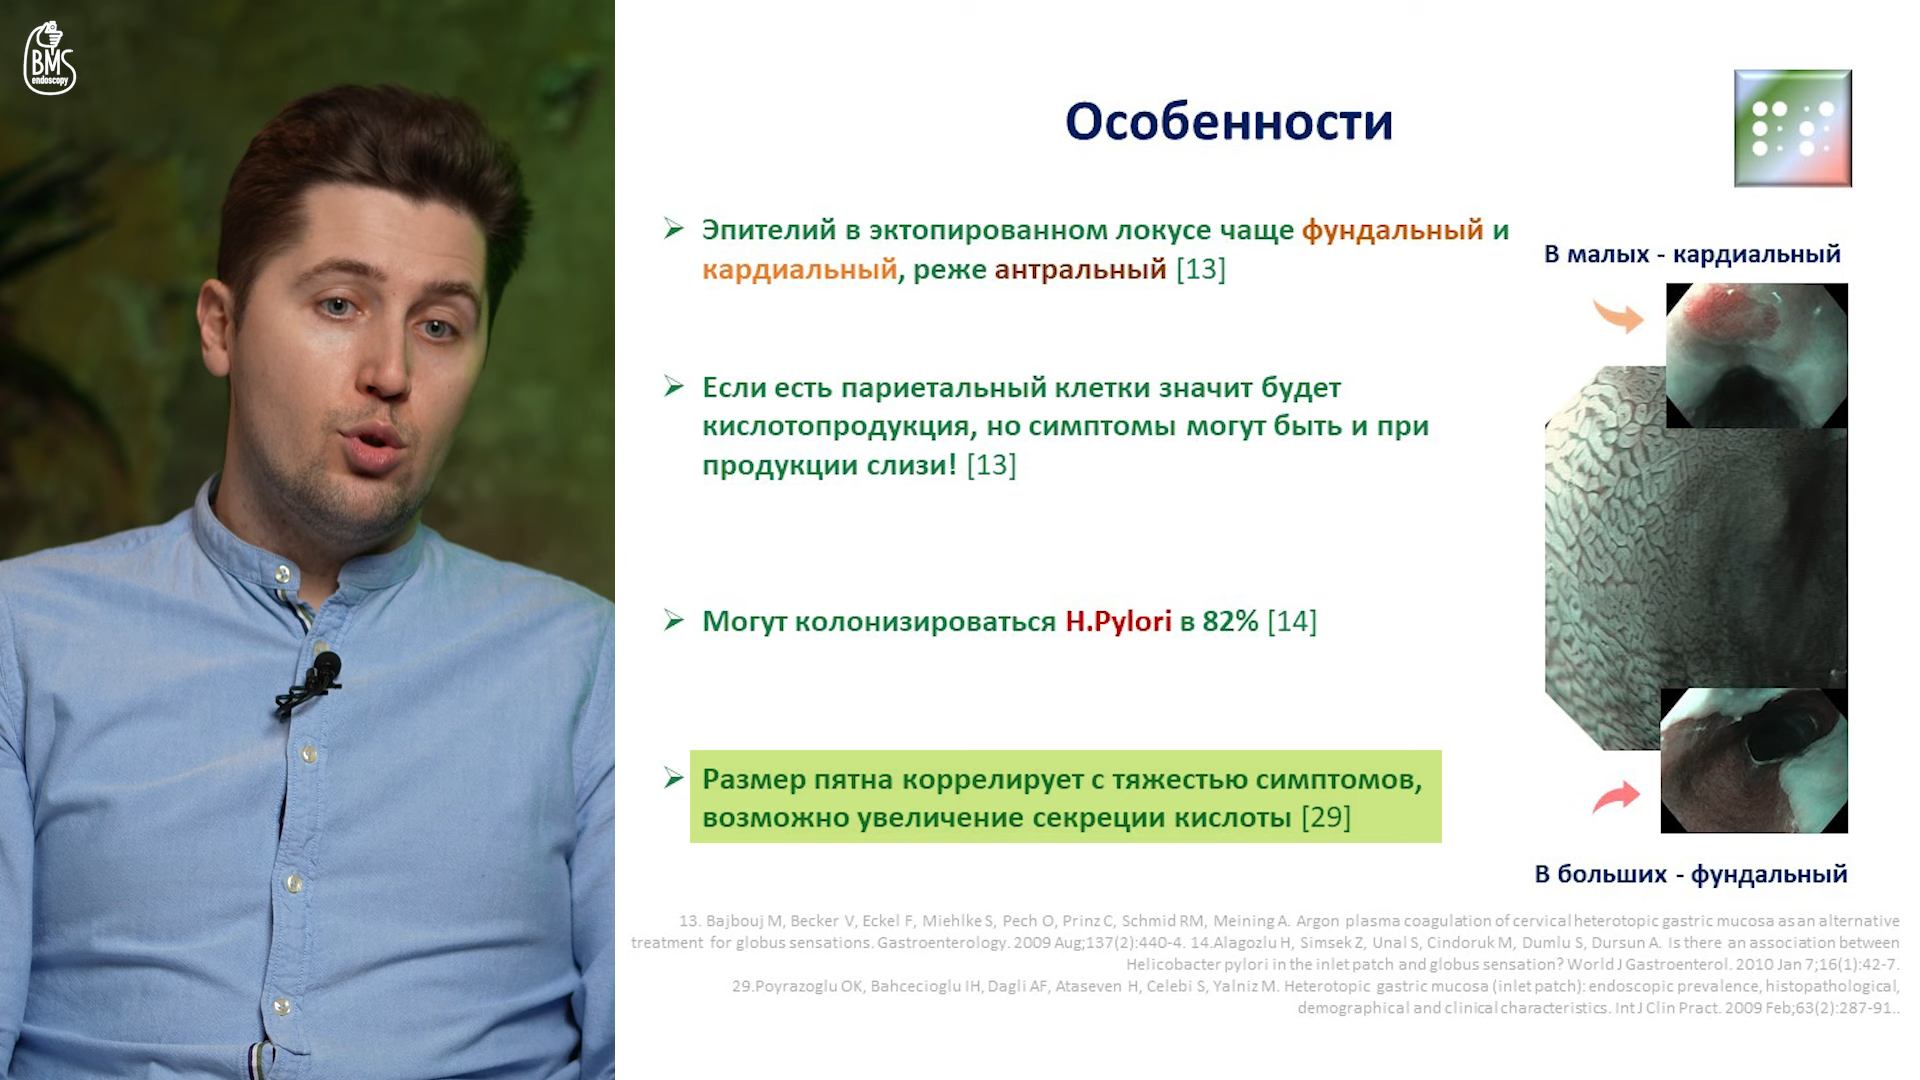 BMS
endoscopy
Особенности
Эпителий в эктопированном локусе чаще фундальный и
кардиальный, реже антральный [13]
В малых - кардиальный
Если есть париетальный клетки значит будет
кислотопродукция, но симптомы могут быть и при
продукции слизи! [13]
Могут колонизироваться H.Pylori в 82% [14]
Размер пятна коррелирует с тяжестью симптомов,
возможно увеличение секреции кислоты [29]
В больших - фундальный
13. Bajbouj M, Becker V, Eckel F, Miehlke S, Pech O, Prinz C, Schmid RM, Meining A. Argon plasma coagulation of cervical heterotopic gastric mucosa as an alternative
treatment for globus sensations. Gastroenterology. 2009 Aug;137(2):440-4. 14.Alagozlu H, Simsek Z, Unal S, Cindoruk M, Dumlu S, Dursun A. Is there an association between
Helicobacter pylori in the inlet patch and globus sensation? World J Gastroenterol. 2010 Jan 7;16(1):42-7.
29.Poyrazoglu OK, Bahcecioglu IH, Dagli AF, Ataseven H, Celebi S, Yalniz M. Heterotopic gastric mucosa (inlet patch): endoscopic prevalence, histopathological,
demographical and clinical characteristics. Int J Clin Pract. 2009 Feb;63(2):287-91..